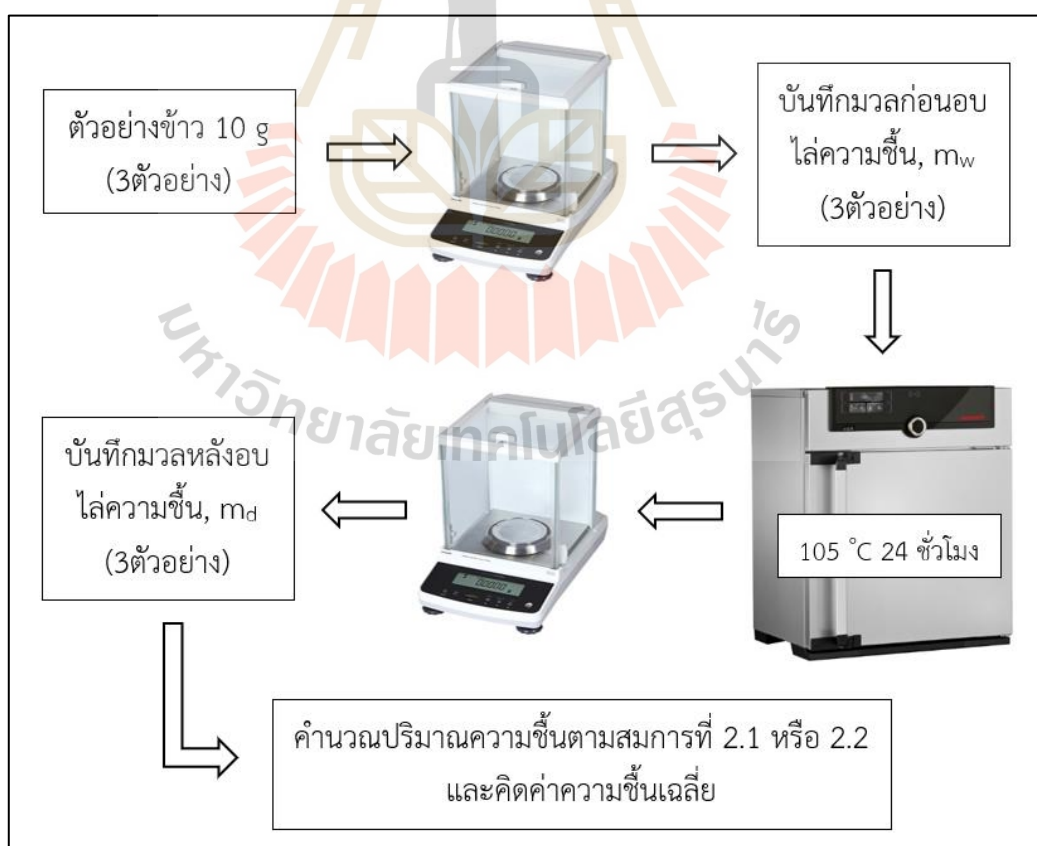 ตัวอย่างข้าว 10 g
(3ตัวอย่าง)
บันทึกมวลก่อนอบ
ไล่ความชื้น, mw
(3ตัวอย่าง)
105 °C 24 ชั่วโมง
บันทึกมวลหลังอบ
ไล่ความชื้น, md
(3ตัวอย่าง)
คำนวณปริมาณความชื้นตามสมการที่ 2.1 หรือ 2.2
และคิดค่าความชื้นเฉลี่ย
มหาวิทยาลัยเทคโนโลยีสุรนารี